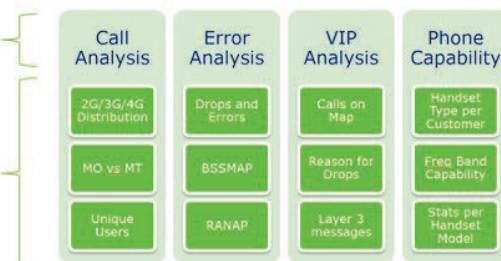 Call
Analysis
2G/3G/4G
Distribution
MO vs MT
Unique
Users
Error
Analysis
Drops and
Errors
BSSMAP
RANAP
VIP
Analysis
Calls on
Map
Reason for
Drops
Layer 3
messages
Phone
Capability
Handset
Type per
Customer
Freq Band
Capability
Stats per
Handset
Model